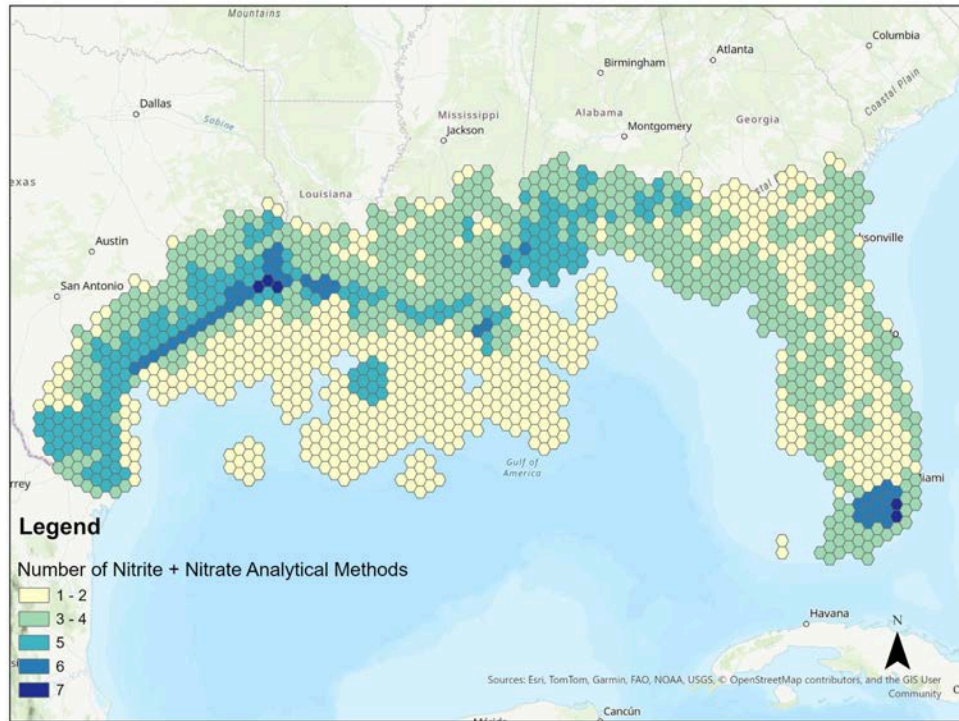 Mountains
Columbia
Atlanta
Birmingham
Dallas
Coastal Plain
Mississippi
Alabama
Sabine
Georgia
Jackson
Montgomery
exas
Louisiana
Austin
ksonville
San Antonio
Gulf of
America
rrey
iami
Legend
Number of Nitrite + Nitrate Analytical Methods
1 - 2
3 - 4
5
6
7
Havana
N
Sources: Esri, TomTom, Garmin, FAO, NOAA, USGS, © OpenStreetMap contributors, and the GIS User
Community
Mérida
Cancún